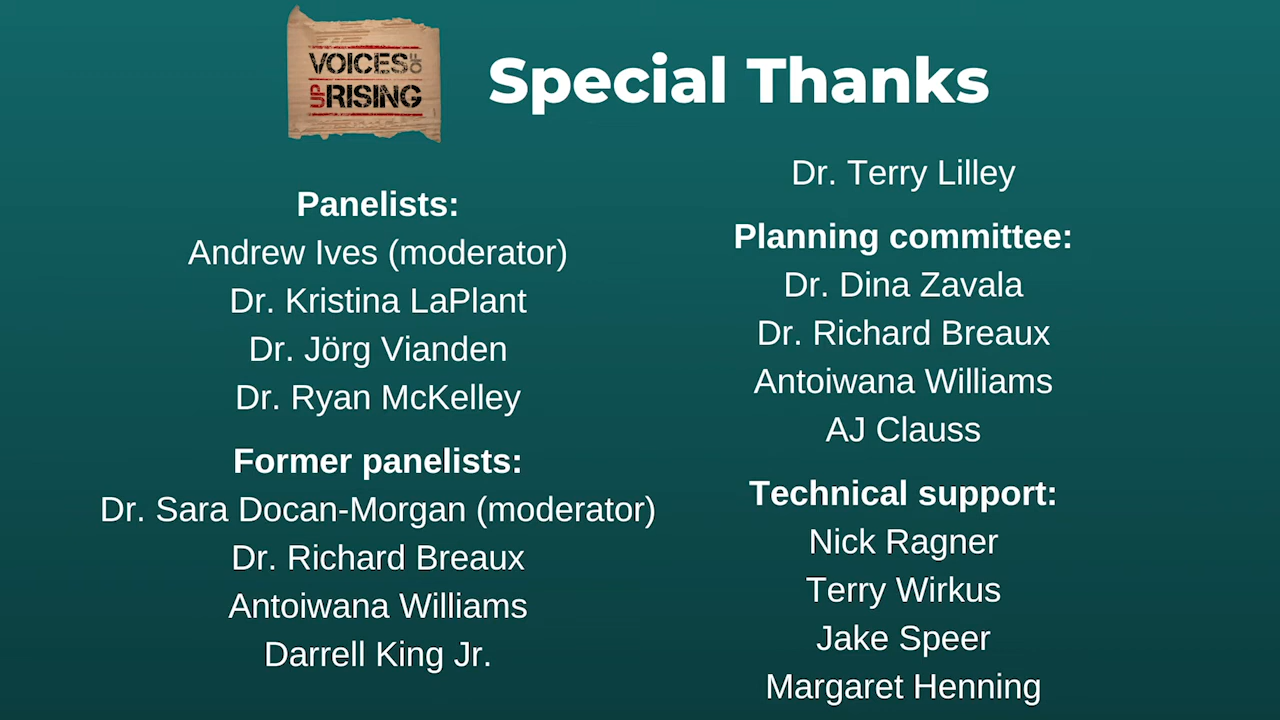 VOICES OF
UPRISING
Special Thanks
Panelists:
Andrew Ives (moderator)
Dr. Kristina LaPlant
Dr. Jörg Vianden
Dr. Ryan McKelley
Former panelists:
Dr. Sara Docan-Morgan (moderator)
Dr. Richard Breaux
Antoiwana Williams
Darrell King Jr.
Dr. Terry Lilley
Planning committee:
Dr. Dina Zavala
Dr. Richard Breaux
Antoiwana Williams
AJ Clauss
Technical support:
Nick Ragner
Terry Wirkus
Jake Speer
Margaret Henning